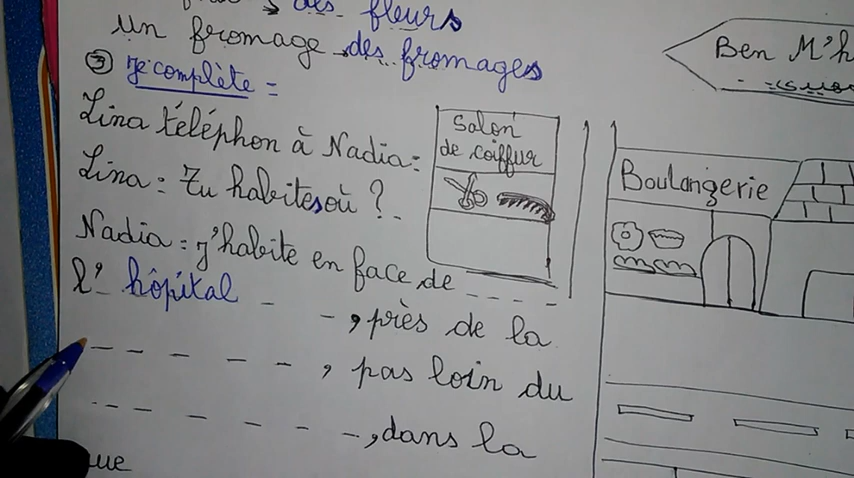 des fleurs
un fromage des fromages
③ Je complète =
Lina téléphon à Nadia :
Lina : Tu habites où ?
Nadia : J'habite en face de
l' hôpital , près de la
, pas loin du
, dans la
ue
Salon
de coiffur
Ben M'h
Boulangerie